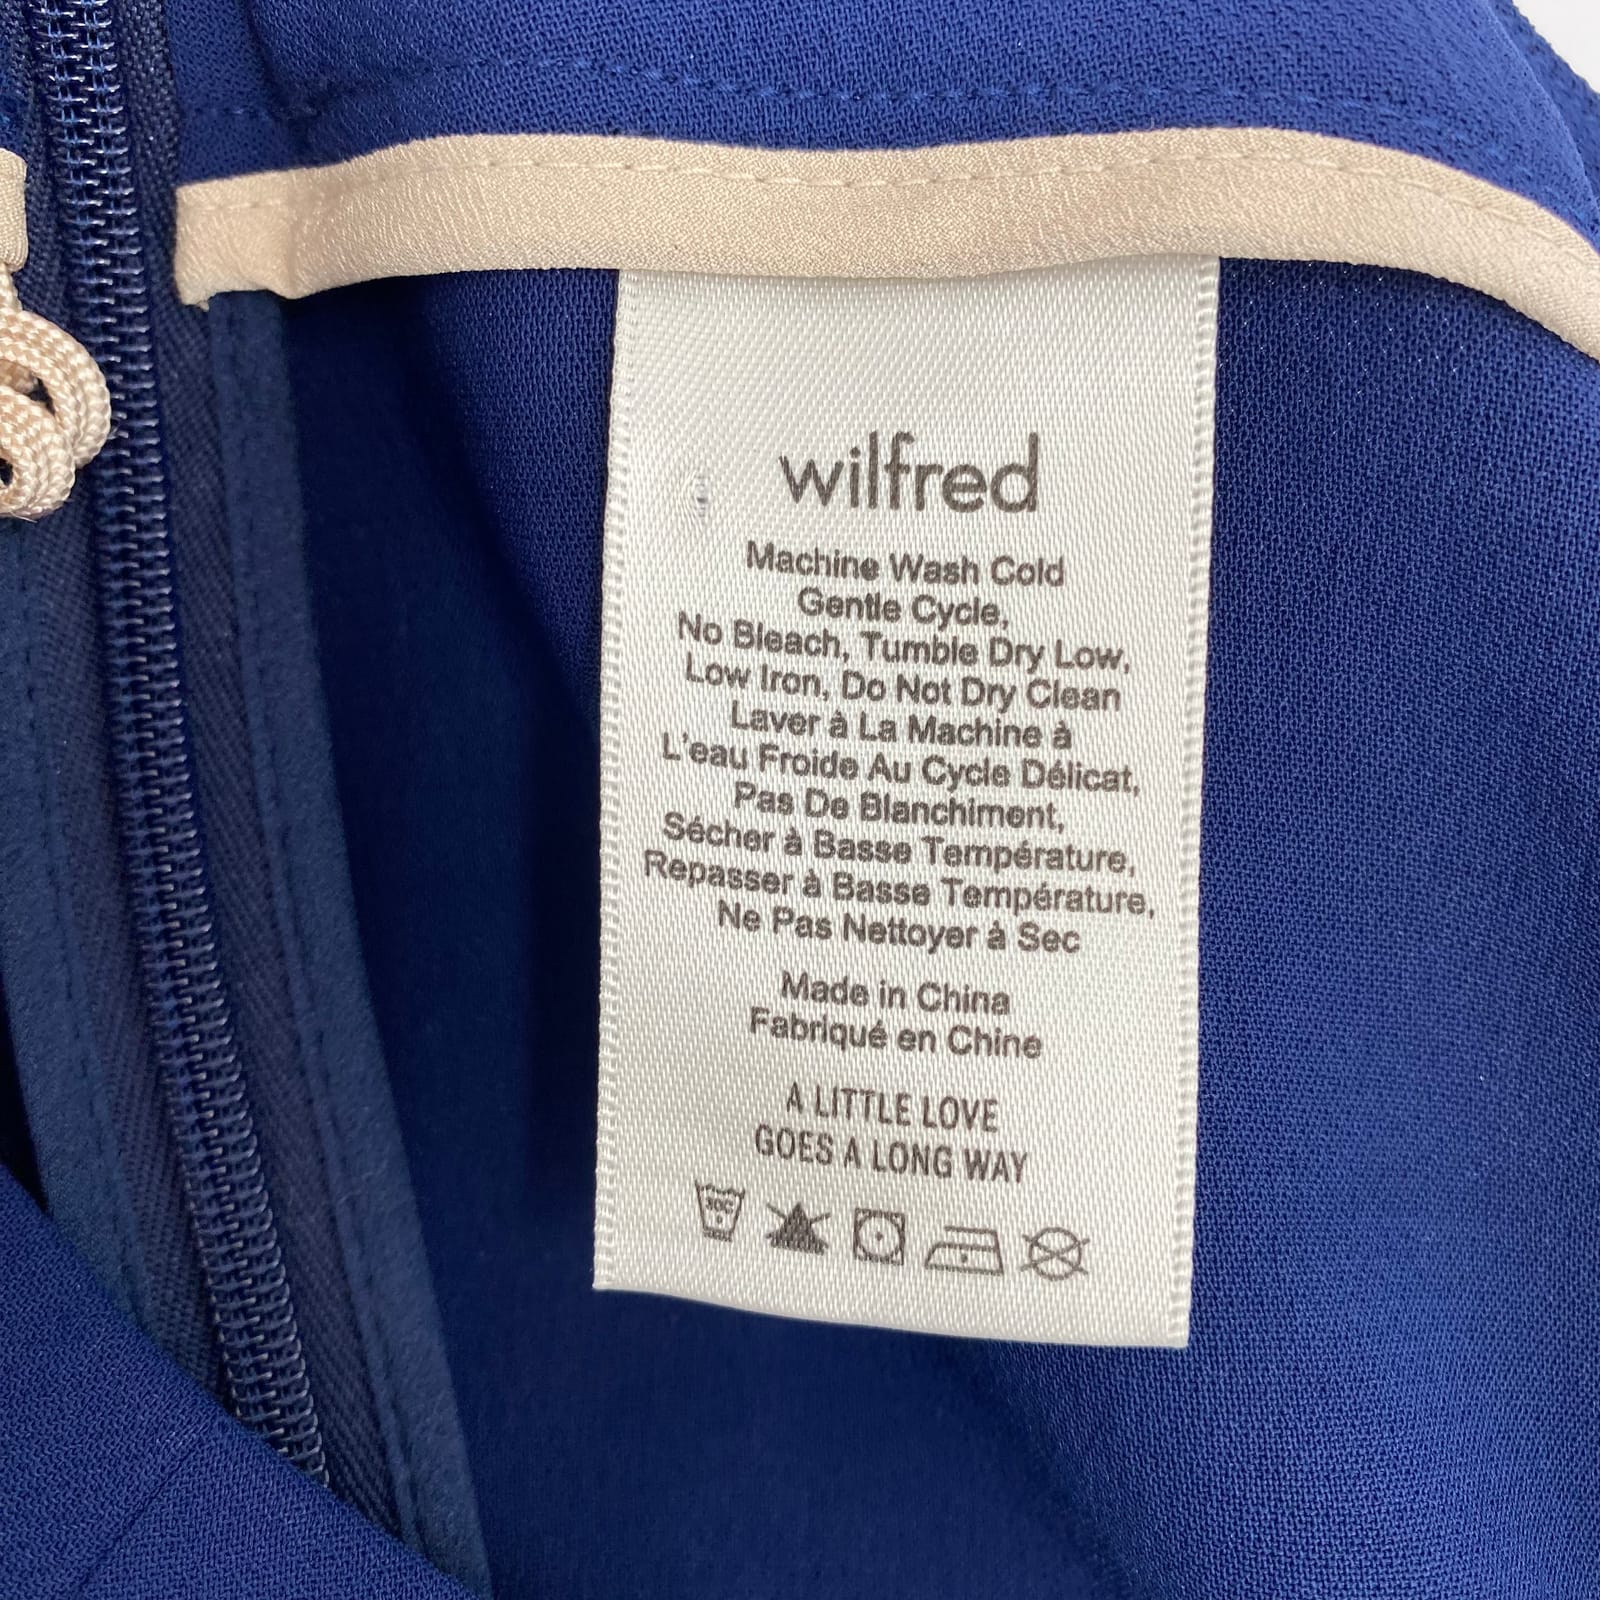 wilfred
Machine Wash Cold
Gentle Cycle,
No Bleach, Tumble Dry Low,
Low Iron, Do Not Dry Clean
Laver à La Machine à
L'eau Froide Au Cycle Délicat,
Pas De Blanchiment,
Sécher à Basse Température,
Repasser à Basse Température,
Ne Pas Nettoyer à Sec
Made in China
Fabriqué en Chine
A LITTLE LOVE
GOES A LONG WAY
30C